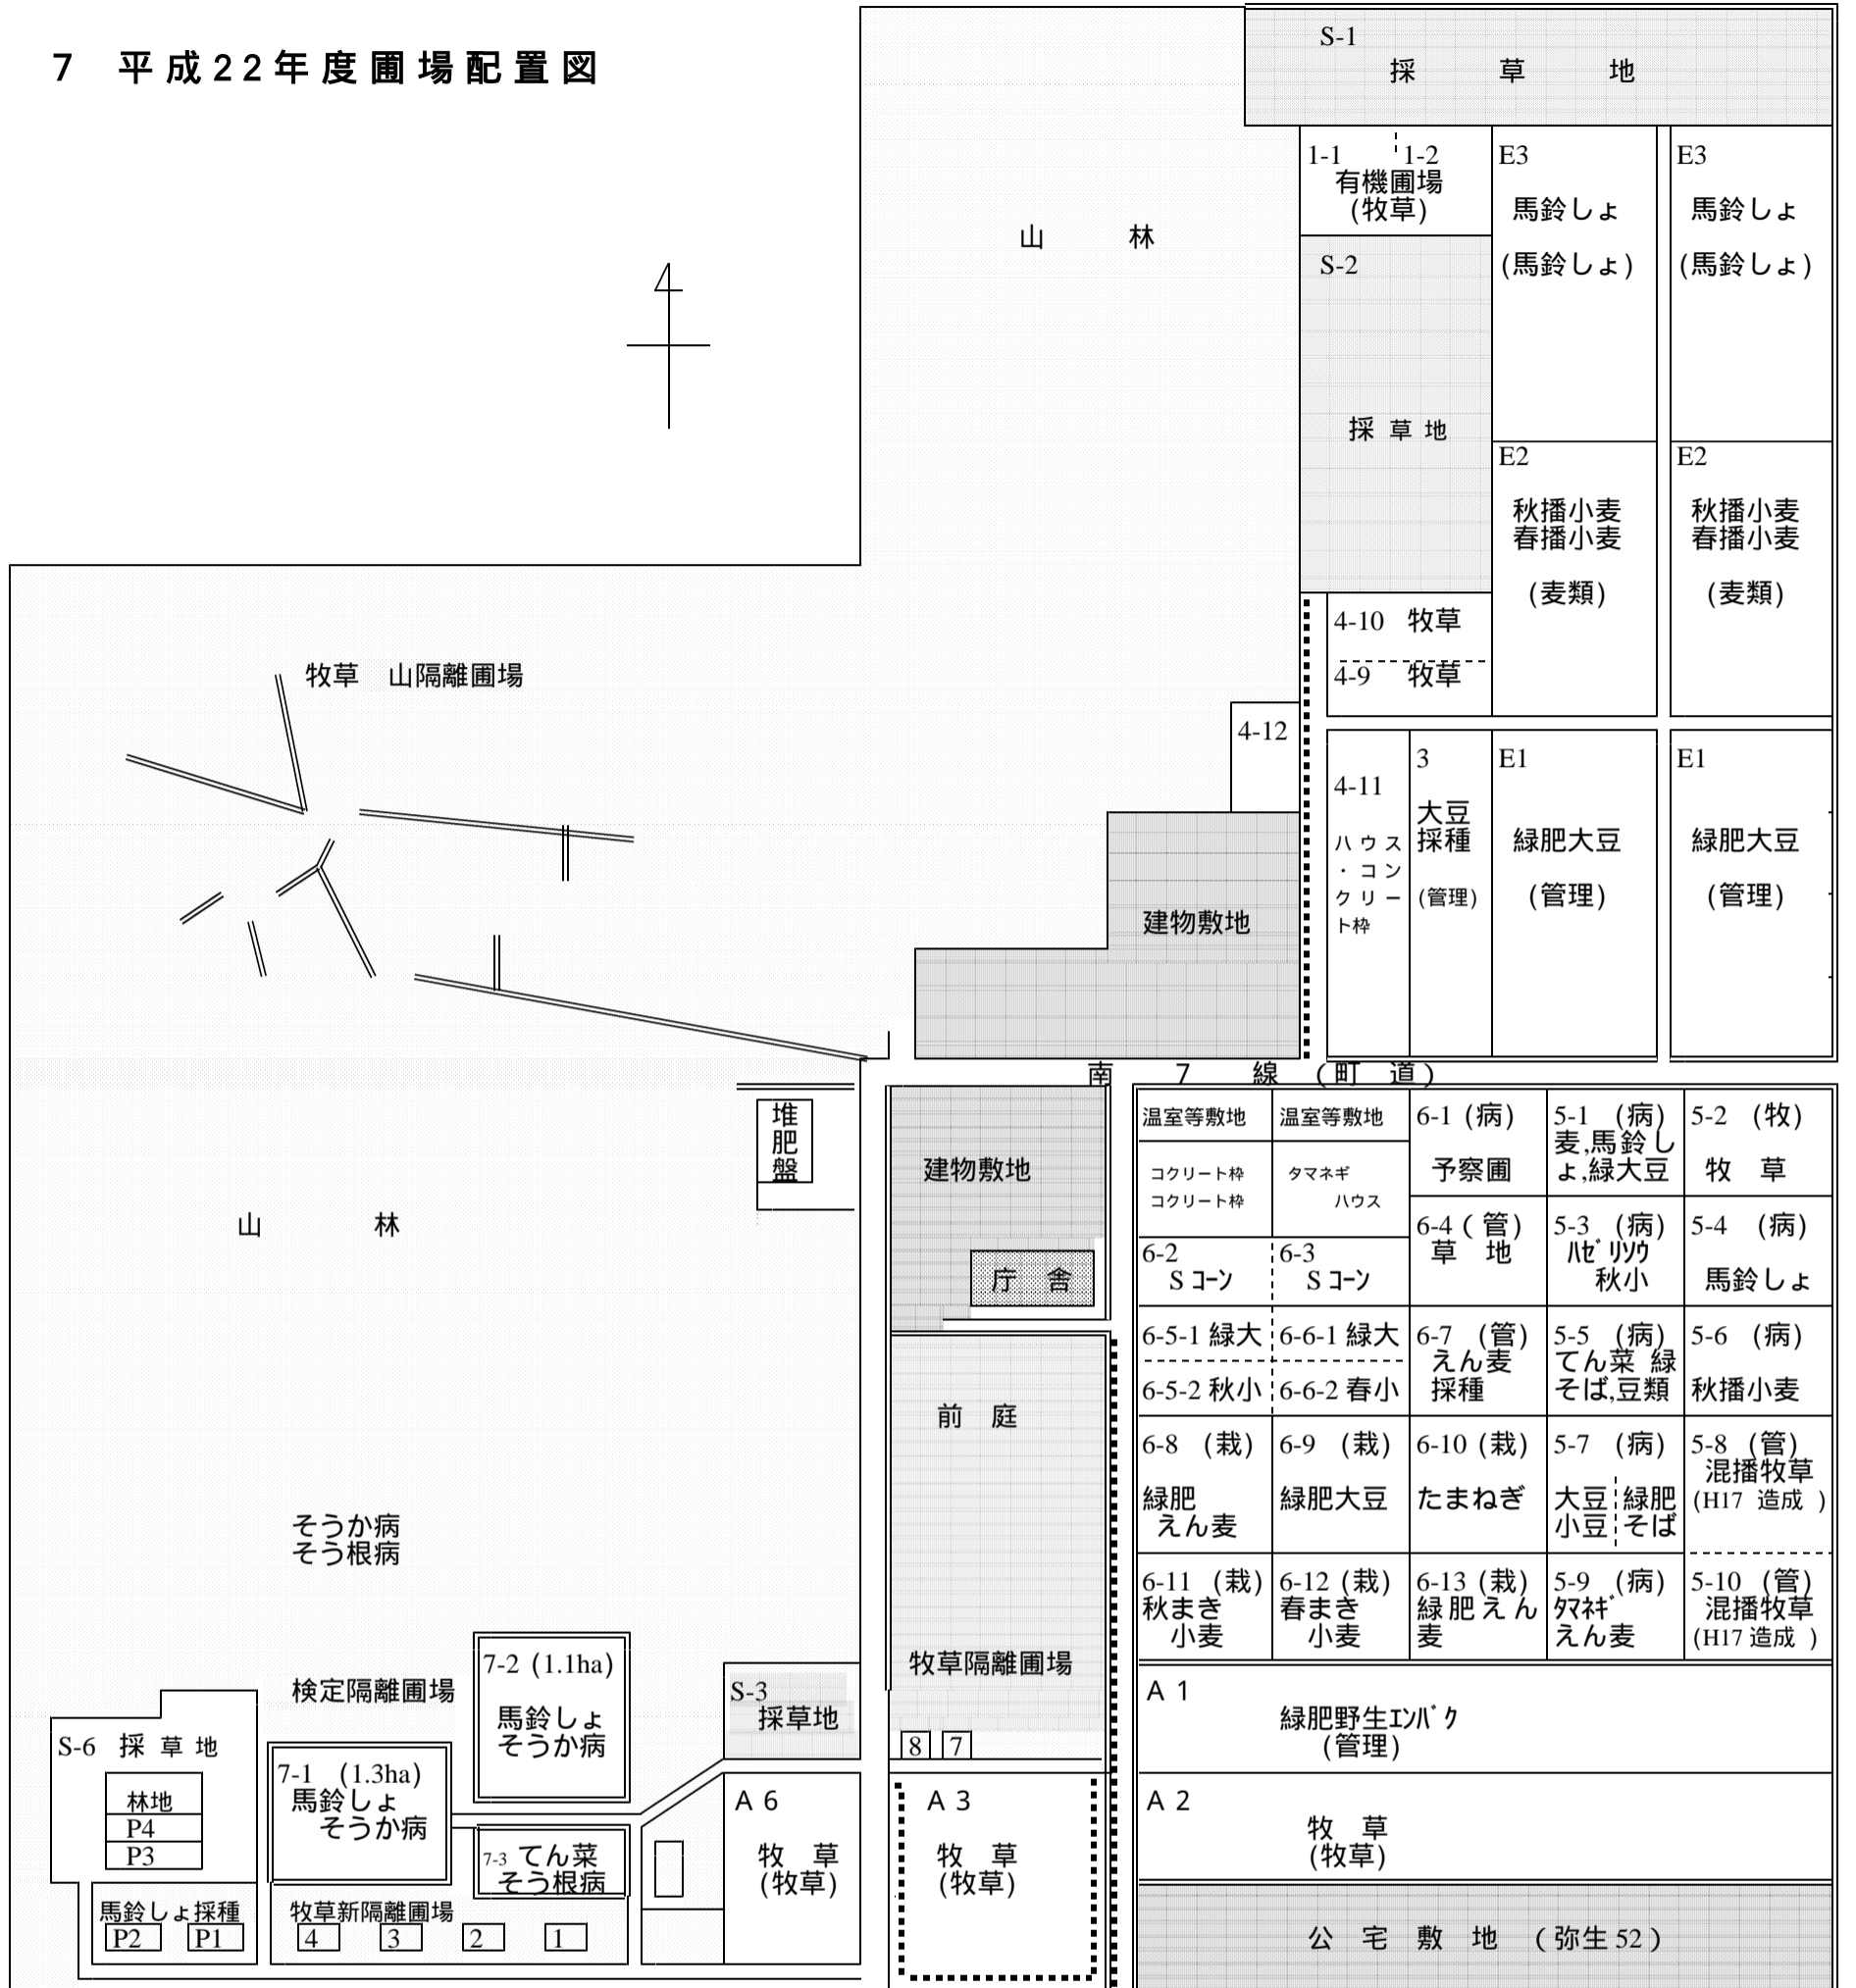 7　平成22年度圃場配置図
S-1
採　草　地
1-1　1-2
有機圃場
(牧草)
E3
馬鈴しょ
(馬鈴しょ)
E3
馬鈴しょ
(馬鈴しょ)
山　林
S-2
採 草 地
E2
秋播小麦
春播小麦
(麦類)
E2
秋播小麦
春播小麦
(麦類)
4-10 牧草
4-9 牧草
牧草　山隔離圃場
4-12
4-11
ハウス
・コン
クリー
ト枠
3
大豆
採種
(管理)
E1
緑肥大豆
(管理)
E1
緑肥大豆
(管理)
建物敷地
南　7　線　(町　道)
堆
肥
盤
建物敷地
庁　舎
山　林
温室等敷地
温室等敷地
6-1 (病)
予察圃
5-1 (病)
麦,馬鈴し
ょ,緑大豆
5-2 (牧)
牧　草
コクリート枠
コクリート枠
タマネギ
ハウス
6-4 (管)
草　地
5-3 (病)
ﾊｾﾞﾘｿｳ
秋小
5-4 (病)
馬鈴しょ
6-2
S ｺｰﾝ
6-3
S ｺｰﾝ
6-5-1 緑大
6-5-2 秋小
6-6-1 緑大
6-6-2 春小
6-7 (管)
えん麦
採種
5-5 (病)
てん菜 緑
そば,豆類
5-6 (病)
秋播小麦
前　庭
6-8 (栽)
緑肥
えん麦
6-9 (栽)
緑肥大豆
6-10 (栽)
たまねぎ
5-7 (病)
大豆 緑肥
小豆 そば
5-8 (管)
混播牧草
(H17 造成 )
そうか病
そう根病
6-11 (栽)
秋まき
小麦
6-12 (栽)
春まき
小麦
6-13 (栽)
緑肥えん
麦
5-9 (病)
ﾀﾏﾈｷﾞ
えん麦
5-10 (管)
混播牧草
(H17 造成 )
牧草隔離圃場
8 7
検定隔離圃場
7-2 (1.1ha)
馬鈴しょ
そうか病
S-3
採草地
A 1
緑肥野生ｴﾝﾊﾞｸ
(管理)
S-6 採 草 地
林地
P4
P3
7-1 (1.3ha)
馬鈴しょ
そうか病
7-3 てん菜
そう根病
A 6
牧　草
(牧草)
A 3
牧　草
(牧草)
A 2
牧　草
(牧草)
馬鈴しょ採種
P2 P1
牧草新隔離圃場
4 3 2 1
公　宅　敷　地　(弥生 52)